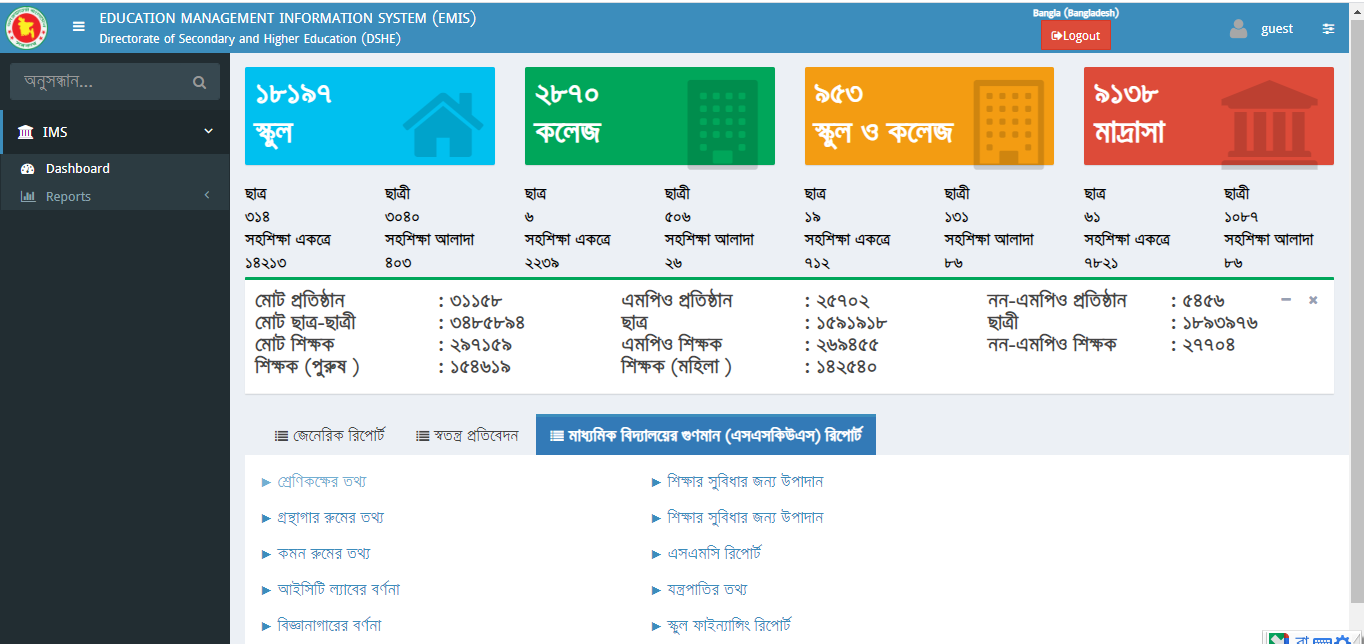 EDUCATION MANAGEMENT INFORMATION SYSTEM (EMIS)
Directorate of Secondary and Higher Education (DSHE)
Bangla (Bangladesh)
Logout
guest
অনুসন্ধান...
IMS
Dashboard
Reports
১৮১৯৭
স্কুল
২৮৭০
কলেজ
৯৫৩
স্কুল ও কলেজ
৯১৩৮
মাদ্রাসা
ছাত্র ছাত্রী ছাত্র ছাত্রী ছাত্র ছাত্রী ছাত্র ছাত্রী
৩১৪ ৩০৪০ ৬ ৫০৬ ১৯ ১৩১ ৬১ ১০৮৭
সহশিক্ষা একত্রে সহশিক্ষা আলাদা সহশিক্ষা একত্রে সহশিক্ষা আলাদা সহশিক্ষা একত্রে সহশিক্ষা আলাদা সহশিক্ষা একত্রে সহশিক্ষা আলাদা
১৪২১৩ ৪০৩ ২২৩৯ ২৬ ৭১২ ৮৬ ৭৮২১ ৮৬
মোট প্রতিষ্ঠান : ৩১১৫৮ এমপিও প্রতিষ্ঠান : ২৫৭০২ নন-এমপিও প্রতিষ্ঠান : ৫৪৫৬
মোট ছাত্র-ছাত্রী : ৩৪৮৫৮৯৪ ছাত্র : ১৫৯১৯১৮ ছাত্রী : ১৮৯৩৯৭৬
মোট শিক্ষক : ২৯৭১৫৯ এমপিও শিক্ষক : ২৬৯৪৫৫ নন-এমপিও শিক্ষক : ২৭৭০৪
শিক্ষক (পুরুষ ) : ১৫৪৬১৯ শিক্ষক (মহিলা ) : ১৪২৫৪০
জেনেরিক রিপোর্ট স্বতন্ত্র প্রতিবেদন মাধ্যমিক বিদ্যালয়ের গুণমান (এসএসকিউএস) রিপোর্ট
শ্রেণিকক্ষের তথ্য শিক্ষার সুবিধার জন্য উপাদান
গ্রন্থাগার রুমের তথ্য শিক্ষার সুবিধার জন্য উপাদান
কমন রুমের তথ্য এসএমসি রিপোর্ট
আইসিটি ল্যাবের বর্ণনা যন্ত্রপাতির তথ্য
বিজ্ঞানাগারের বর্ণনা স্কুল ফাইন্যান্সিং রিপোর্ট